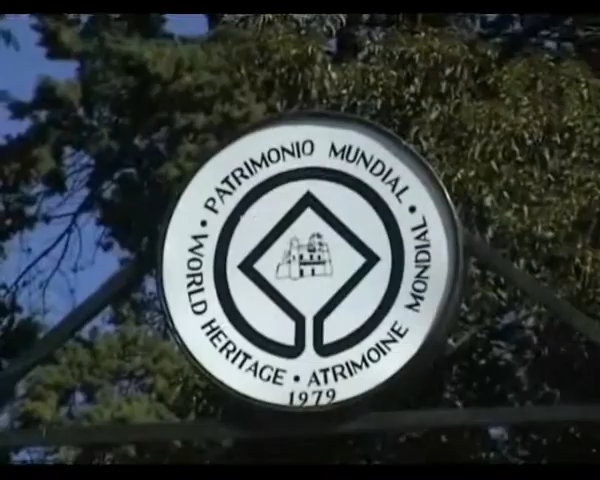 • PATRIMONIO MUNDIAL •
WORLD HERITAGE •
ATRIMOINE MONDIAL
1979